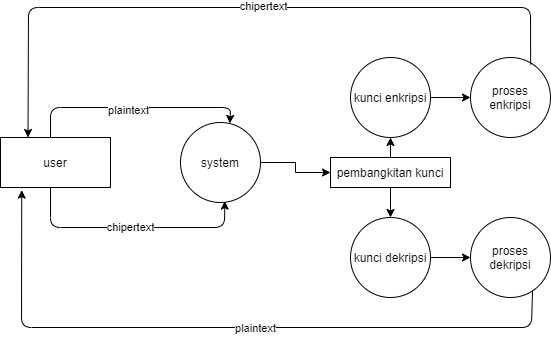 chipertext
kunci enkripsi
proses
enkripsi
plaintext
user
system
pembangkitan kunci
chipertext
kunci dekripsi
proses
dekripsi
plaintext